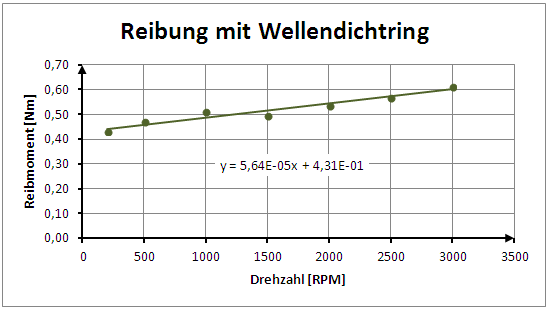 Reibung mit Wellendichtring
0,70
0,60
0,50
0,40
0,30
0,20
0,10
0,00
Reibmoment [Nm]
y = 5,64E-05x + 4,31E-01
0 500 1000 1500 2000 2500 3000 3500
Drehzahl [RPM]